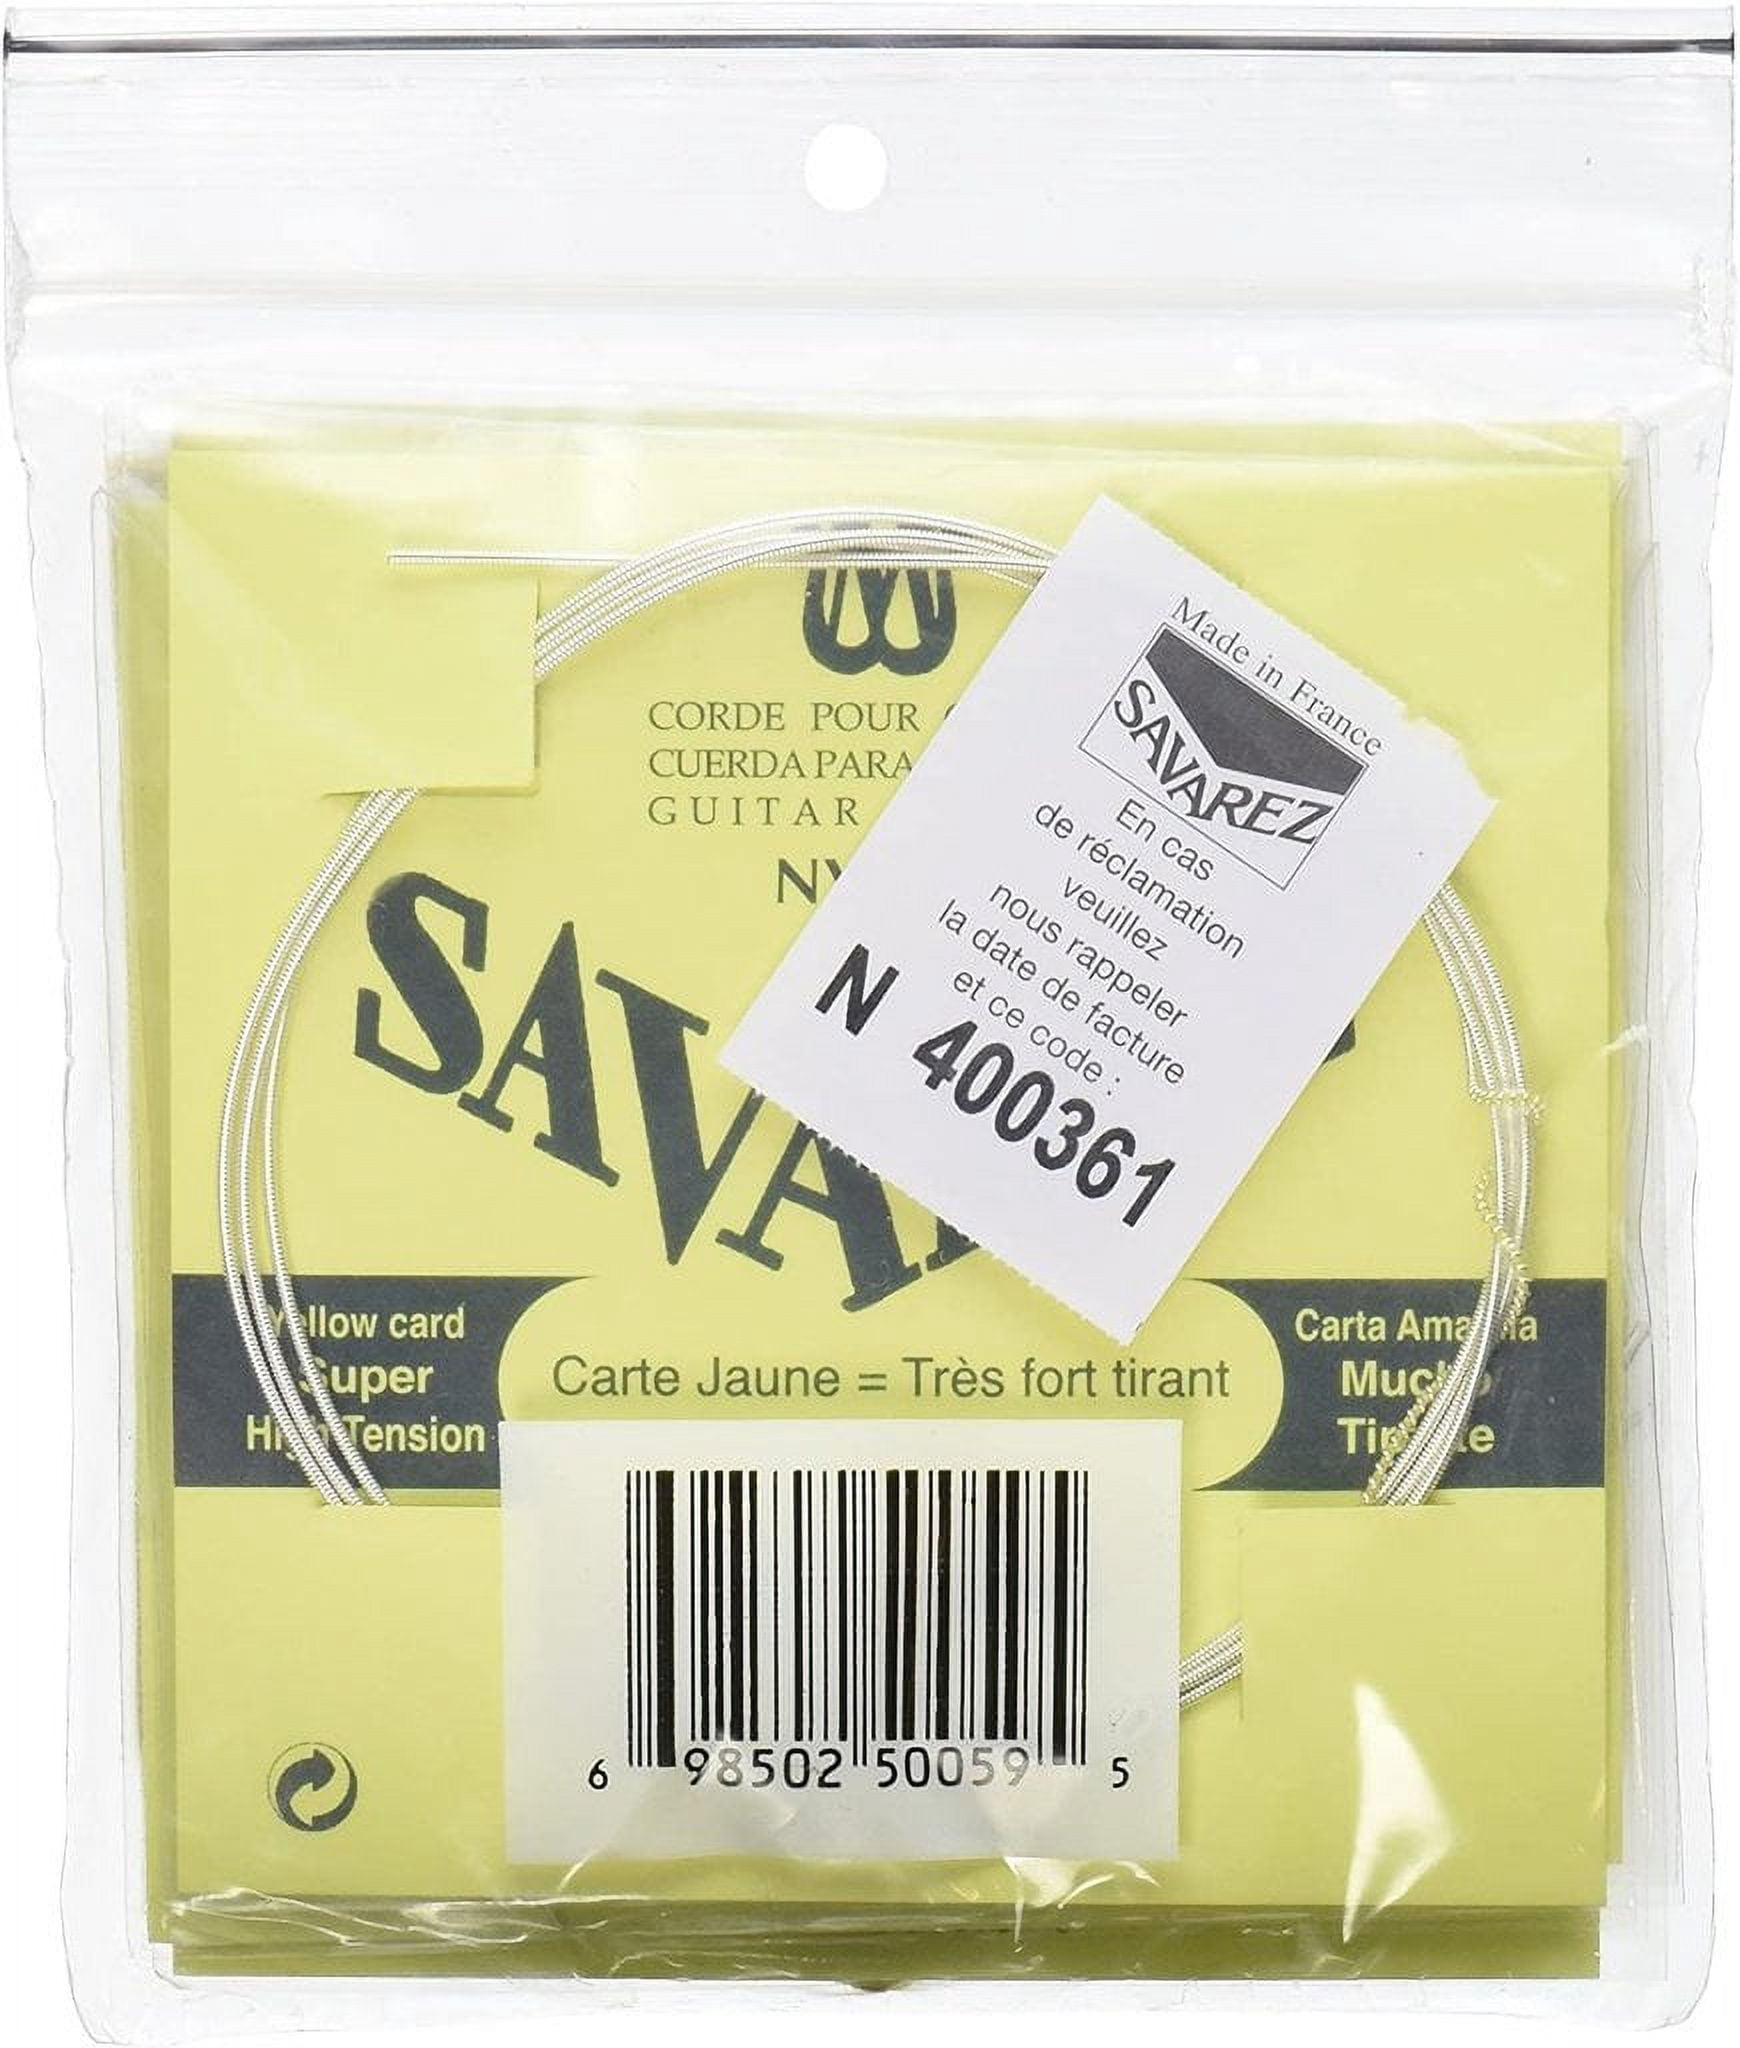 CORDE POUR
CUERDA PARA
GUITAR
Made in France
SAVAREZ
En cas
de réclamation
veuillez
nous rappeler
la date de facture
et ce code :
N 400361
Yellow card
Super
High Tension
Carte Jaune = Très fort tirant
Carta Amarilla
Mucho
Tirante
6 98502 50059 5